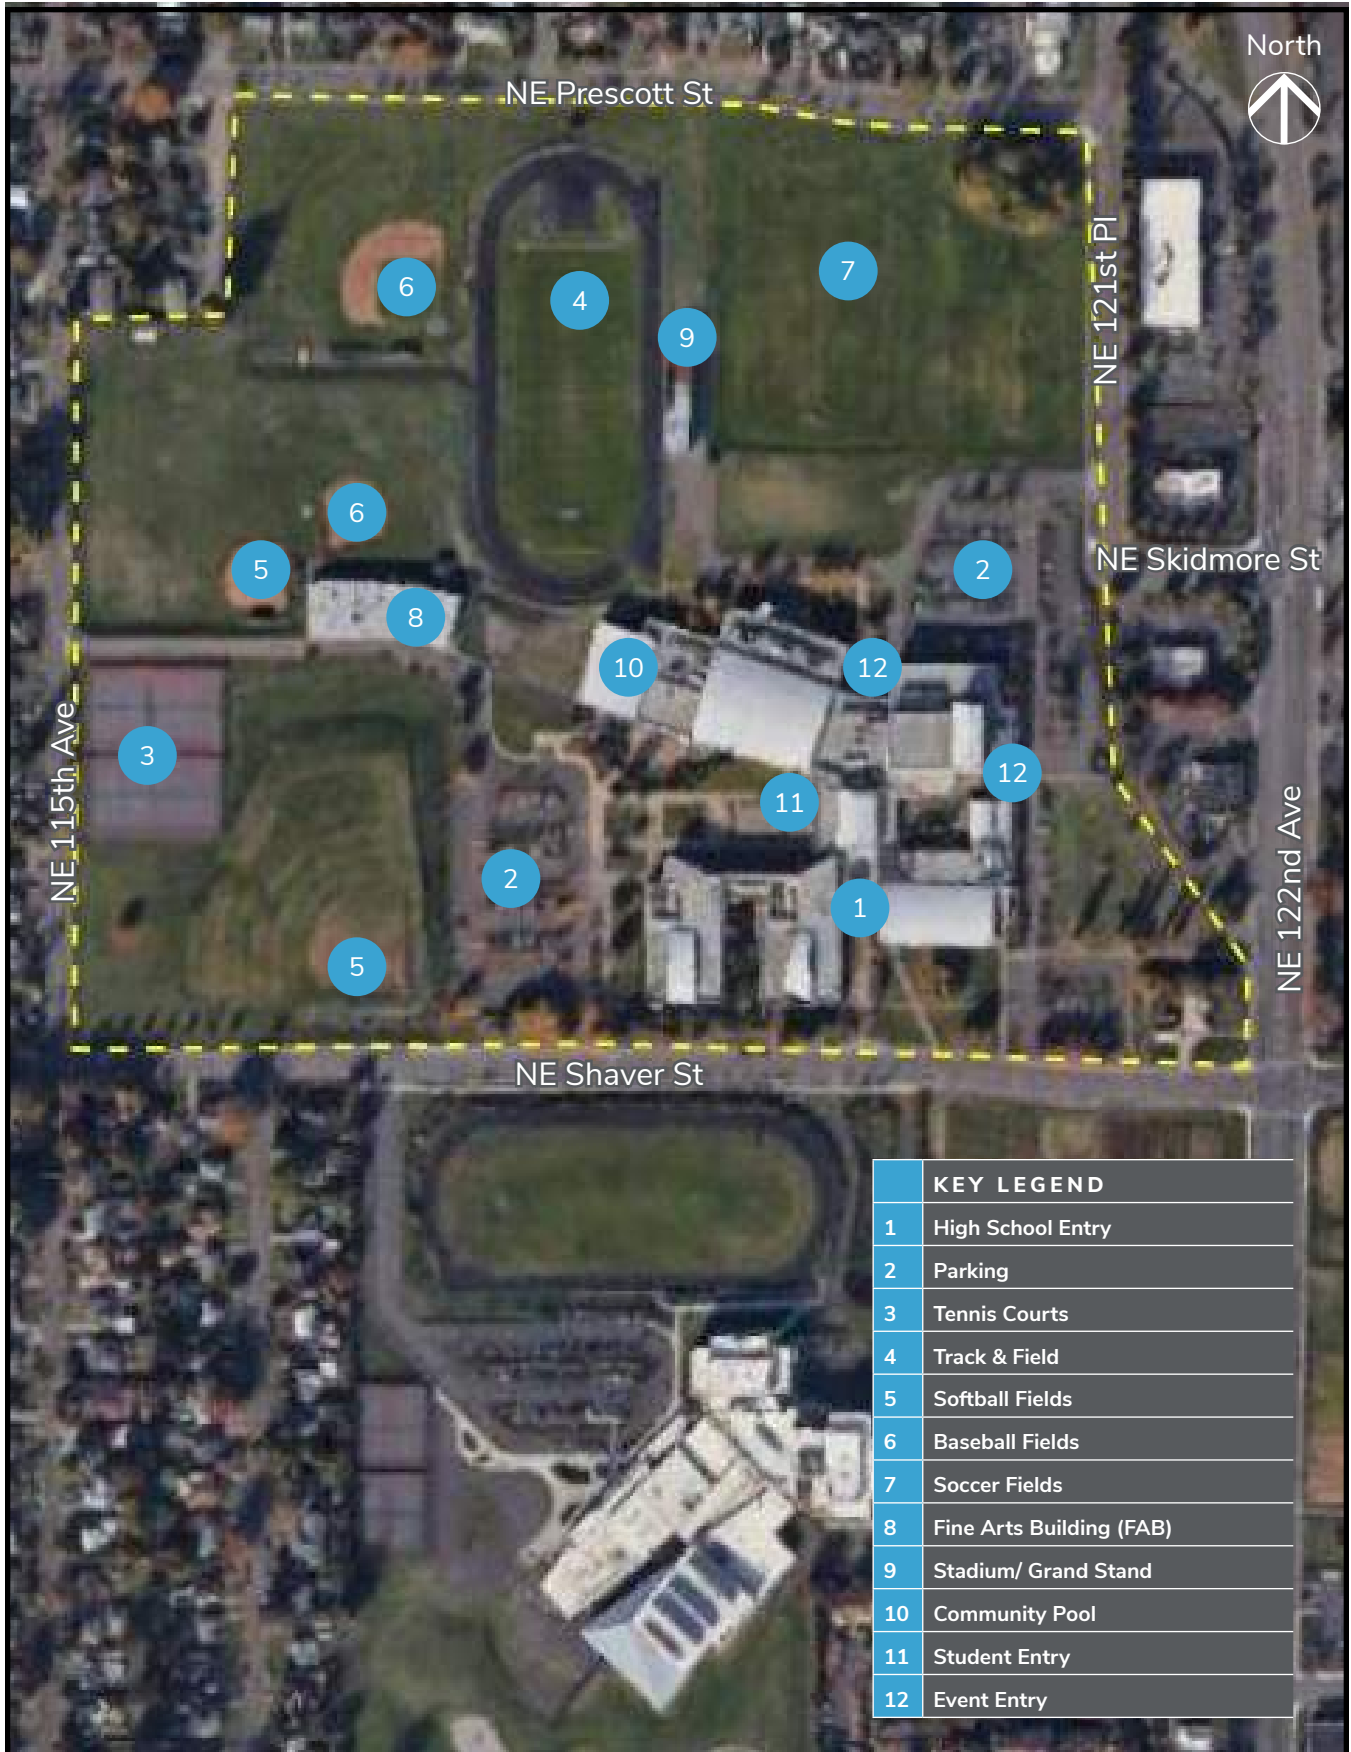 North
NE Prescott St
NE 121st Pl
7
6
4
9
6
NE Skidmore St
5
2
8
10
12
NE 115th Ave
3
12
11
NE 122nd Ave
2
1
5
NE Shaver St
KEY LEGEND
1 High School Entry
2 Parking
3 Tennis Courts
4 Track & Field
5 Softball Fields
6 Baseball Fields
7 Soccer Fields
8 Fine Arts Building (FAB)
9 Stadium/ Grand Stand
10 Community Pool
11 Student Entry
12 Event Entry